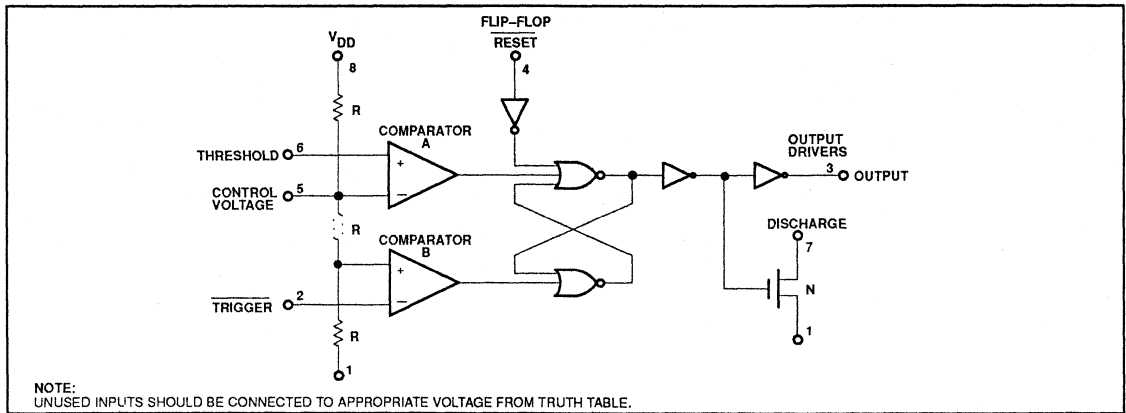 FLIP–FLOP
RESET
4
VDD
8
R
COMPARATOR
A
OUTPUT
DRIVERS
THRESHOLD 6
+
3 OUTPUT
CONTROL
VOLTAGE
5
–
R
DISCHARGE
7
COMPARATOR
B
+
N
TRIGGER
2
–
R
1
1
NOTE:
UNUSED INPUTS SHOULD BE CONNECTED TO APPROPRIATE VOLTAGE FROM TRUTH TABLE.